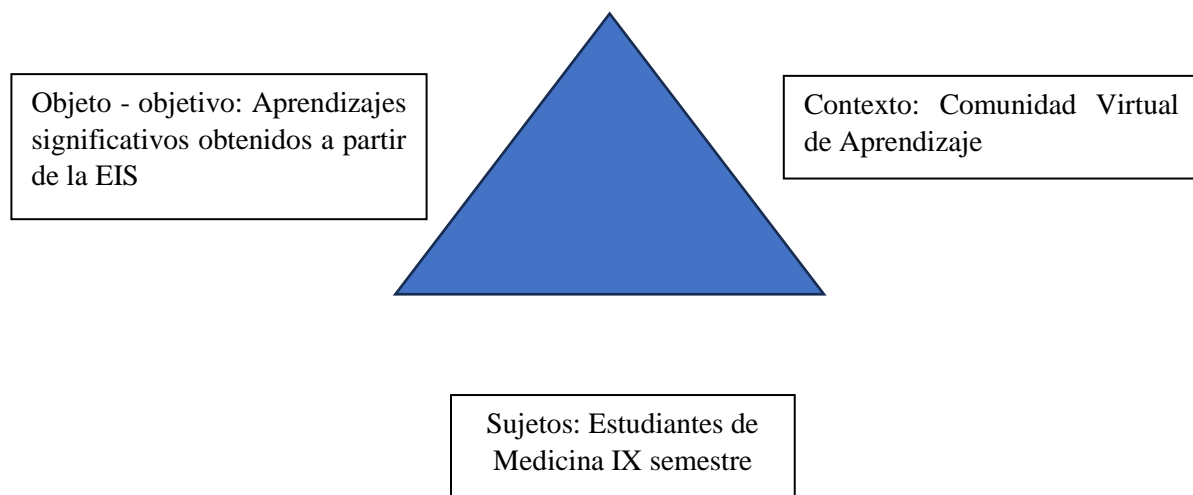 Objeto - objetivo: Aprendizajes
significativos obtenidos a partir
de la EIS
Contexto: Comunidad Virtual
de Aprendizaje
Sujetos: Estudiantes de
Medicina IX semestre